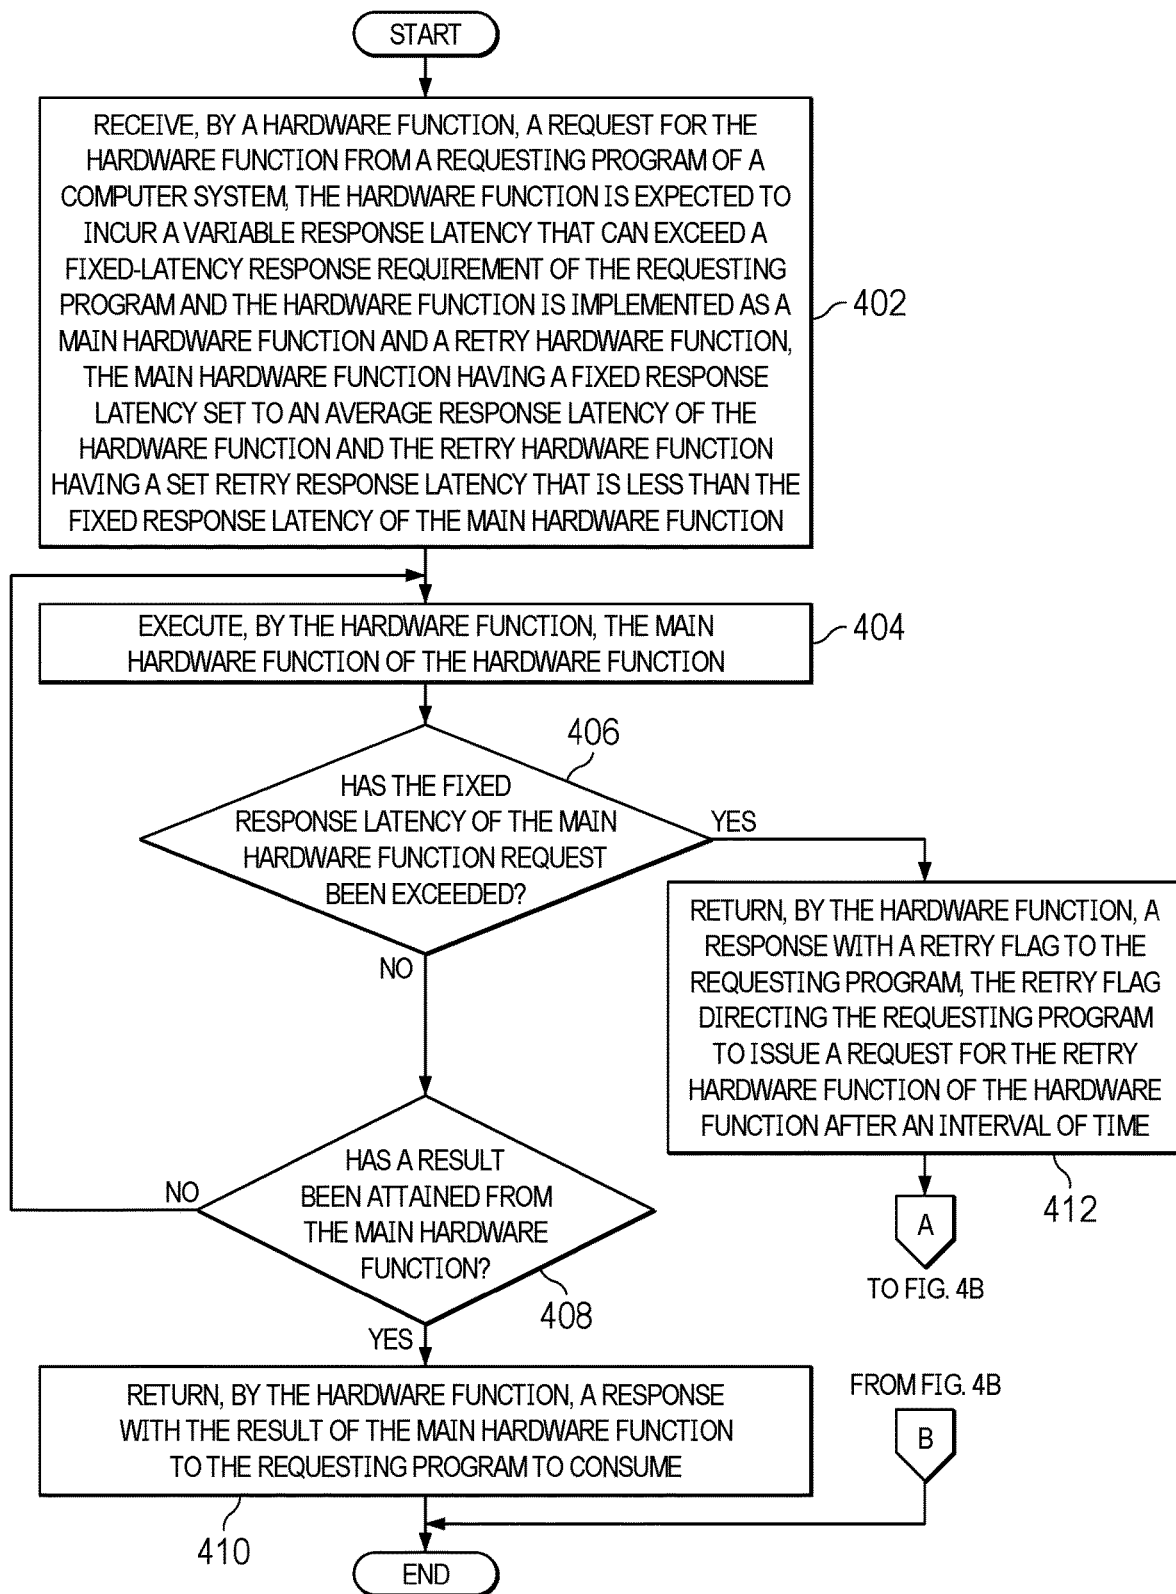 START
RECEIVE, BY A HARDWARE FUNCTION, A REQUEST FOR THE
HARDWARE FUNCTION FROM A REQUESTING PROGRAM OF A
COMPUTER SYSTEM, THE HARDWARE FUNCTION IS EXPECTED TO
INCUR A VARIABLE RESPONSE LATENCY THAT CAN EXCEED A
FIXED-LATENCY RESPONSE REQUIREMENT OF THE REQUESTING
PROGRAM AND THE HARDWARE FUNCTION IS IMPLEMENTED AS A
MAIN HARDWARE FUNCTION AND A RETRY HARDWARE FUNCTION,
THE MAIN HARDWARE FUNCTION HAVING A FIXED RESPONSE
LATENCY SET TO AN AVERAGE RESPONSE LATENCY OF THE
HARDWARE FUNCTION AND THE RETRY HARDWARE FUNCTION
HAVING A SET RETRY RESPONSE LATENCY THAT IS LESS THAN THE
FIXED RESPONSE LATENCY OF THE MAIN HARDWARE FUNCTION
402
EXECUTE, BY THE HARDWARE FUNCTION, THE MAIN
HARDWARE FUNCTION OF THE HARDWARE FUNCTION
404
406
HAS THE FIXED
RESPONSE LATENCY OF THE MAIN
HARDWARE FUNCTION REQUEST
BEEN EXCEEDED?
YES
NO
RETURN, BY THE HARDWARE FUNCTION, A
RESPONSE WITH A RETRY FLAG TO THE
REQUESTING PROGRAM, THE RETRY FLAG
DIRECTING THE REQUESTING PROGRAM
TO ISSUE A REQUEST FOR THE RETRY
HARDWARE FUNCTION OF THE HARDWARE
FUNCTION AFTER AN INTERVAL OF TIME
412
A
TO FIG. 4B
HAS A RESULT
BEEN ATTAINED FROM
THE MAIN HARDWARE
FUNCTION?
NO
408
YES
RETURN, BY THE HARDWARE FUNCTION, A RESPONSE
WITH THE RESULT OF THE MAIN HARDWARE FUNCTION
TO THE REQUESTING PROGRAM TO CONSUME
410
FROM FIG. 4B
B
END